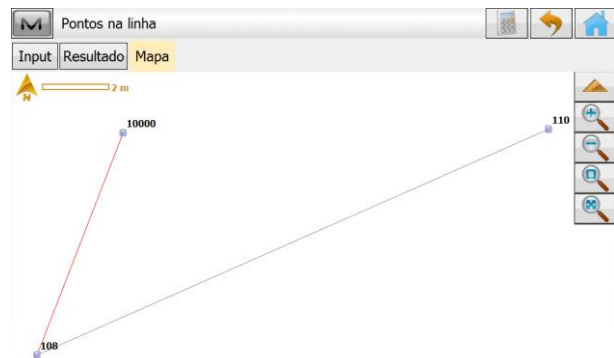 M Pontos na linha
Input Resultado Mapa
N 2 m
10000
110
108